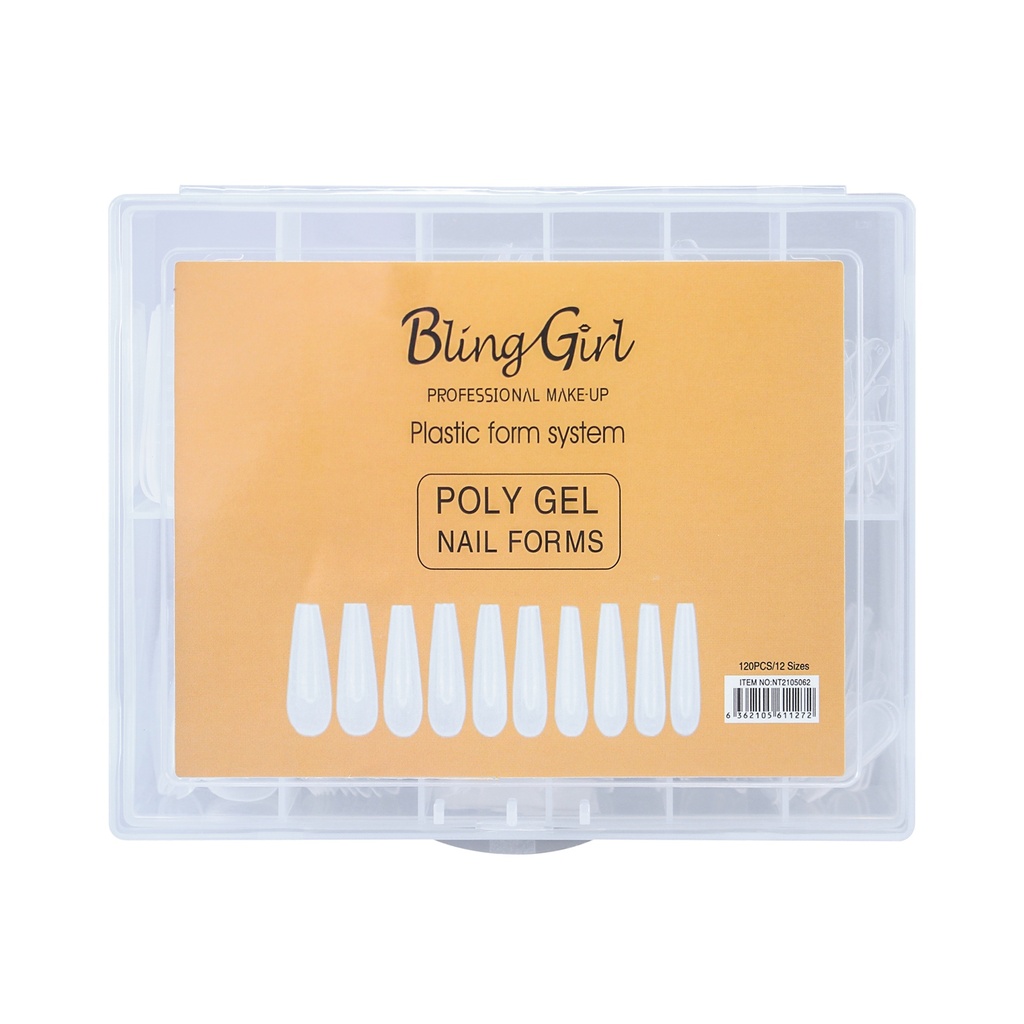 Bling Girl
PROFESSIONAL MAKE-UP
Plastic form system
POLY GEL
NAIL FORMS
120PCS/12 Sizes
ITEM NO:NT2105062
6 362105 611272